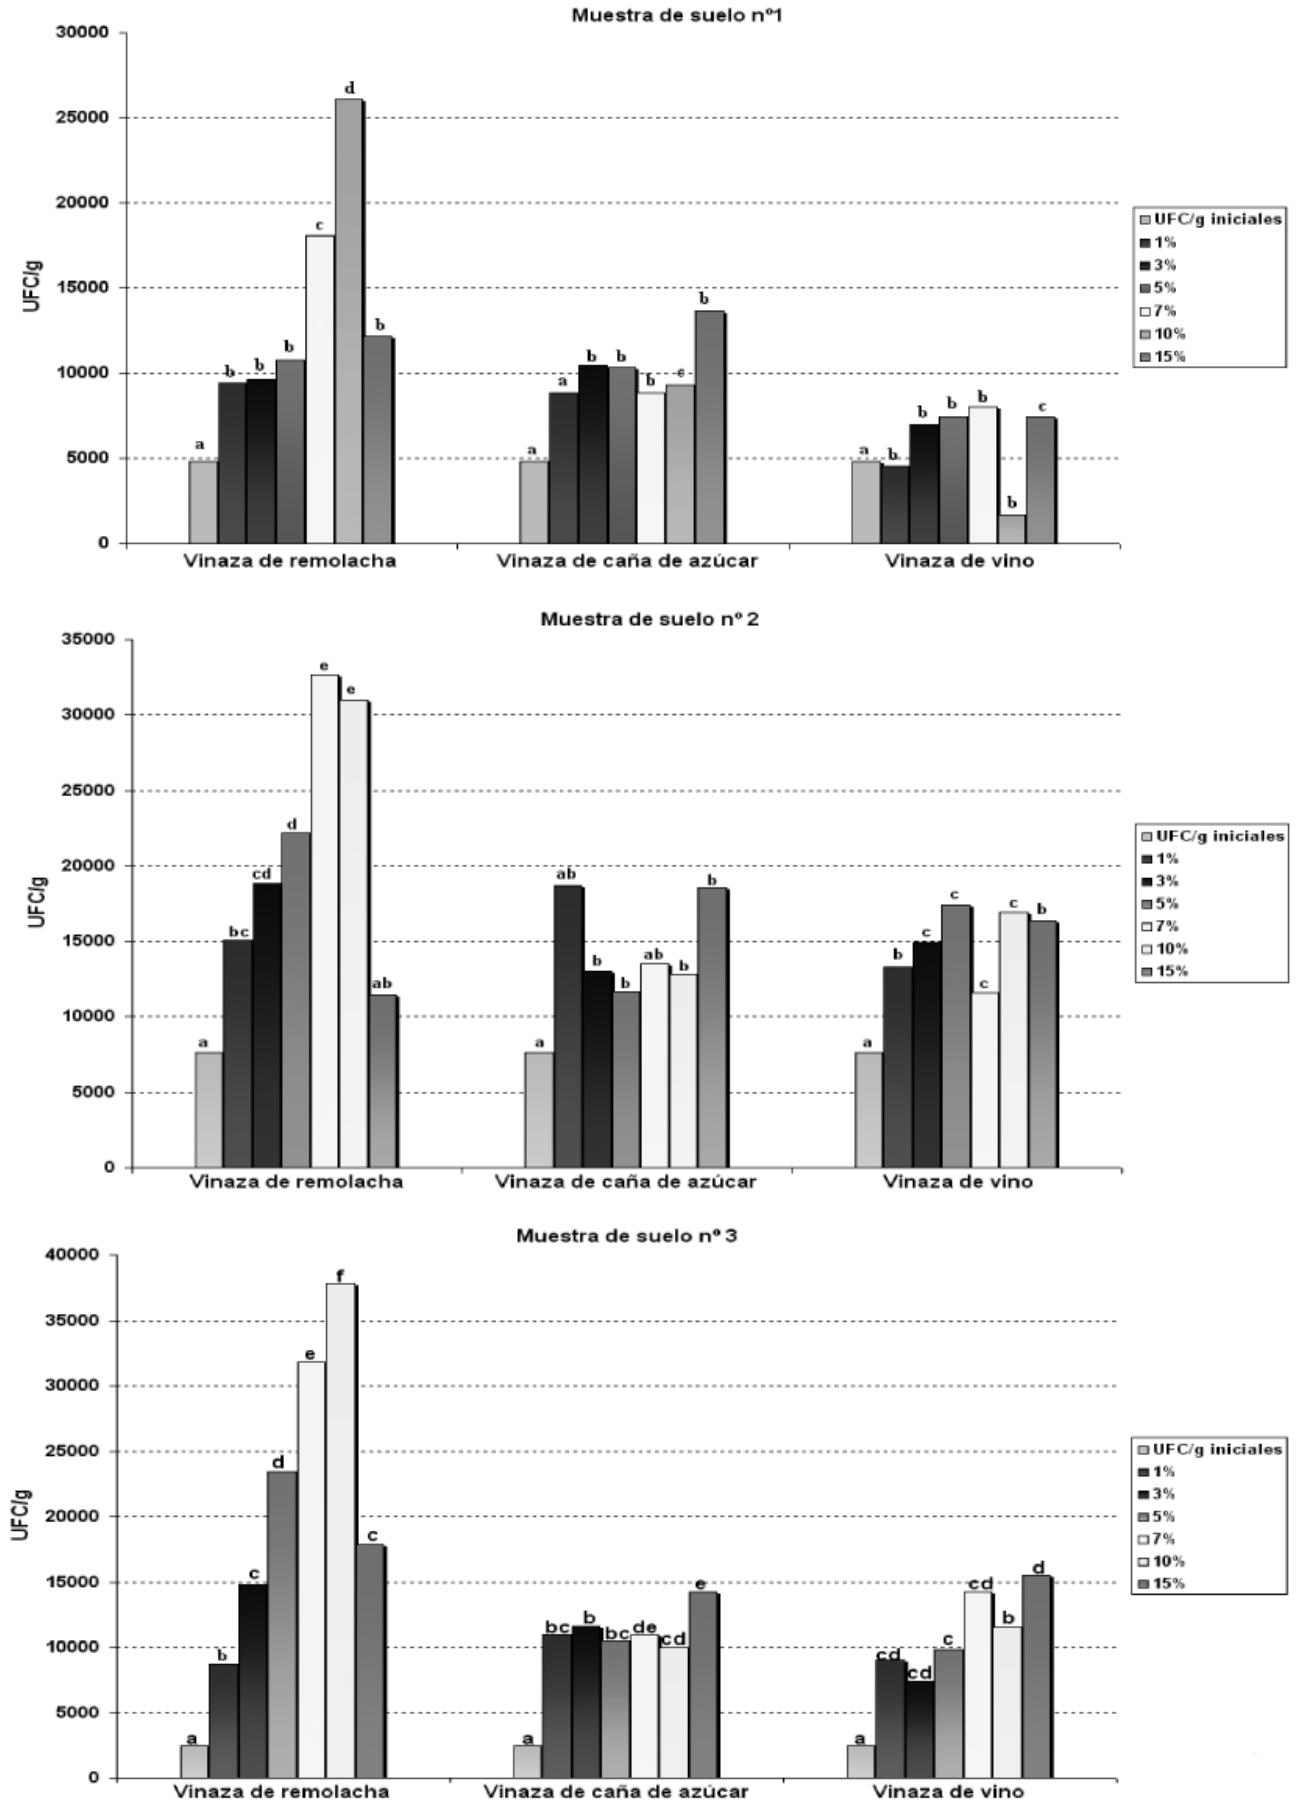 Muestra de suelo nº1
30000
25000
20000
15000
10000
5000
0
UFC/g
a b b b c d b
a a b b b c b
a b b b b b c
Vinaza de remolacha Vinaza de caña de azúcar Vinaza de vino
UFC/g iniciales
1%
3%
5%
7%
10%
15%
Muestra de suelo nº 2
35000
30000
25000
20000
15000
10000
5000
0
UFC/g
a bc cd d e e ab
a ab b b ab b b
a b c c c c b
Vinaza de remolacha Vinaza de caña de azúcar Vinaza de vino
UFC/g iniciales
1%
3%
5%
7%
10%
15%
Muestra de suelo nº 3
40000
35000
30000
25000
20000
15000
10000
5000
0
UFC/g
a b c d e f c
a bc b bc de cd e
a cd cd c cd b d
Vinaza de remolacha Vinaza de caña de azúcar Vinaza de vino
UFC/g iniciales
1%
3%
5%
7%
10%
15%